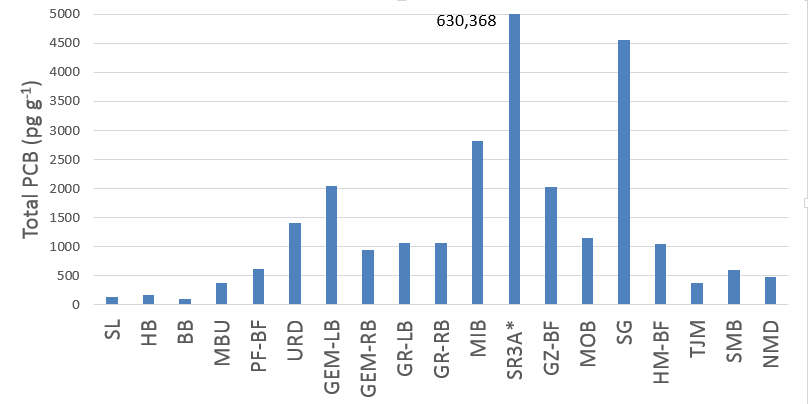 630,368
Total PCB (pg g-1)
5000
4500
4000
3500
3000
2500
2000
1500
1000
500
0
SL
HB
BB
MBU
PF-BF
URD
GEM-LB
GEM-RB
GR-LB
GR-RB
MIB
SR3A*
GZ-BF
MOB
SG
HM-BF
TJM
SMB
NMD